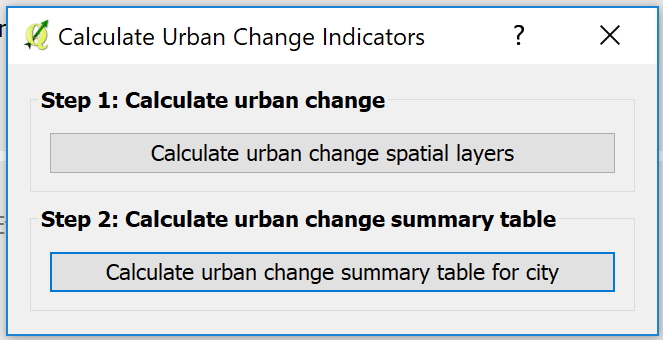 Calculate Urban Change Indicators ?
Step 1: Calculate urban change
Calculate urban change spatial layers
Step 2: Calculate urban change summary table
Calculate urban change summary table for city